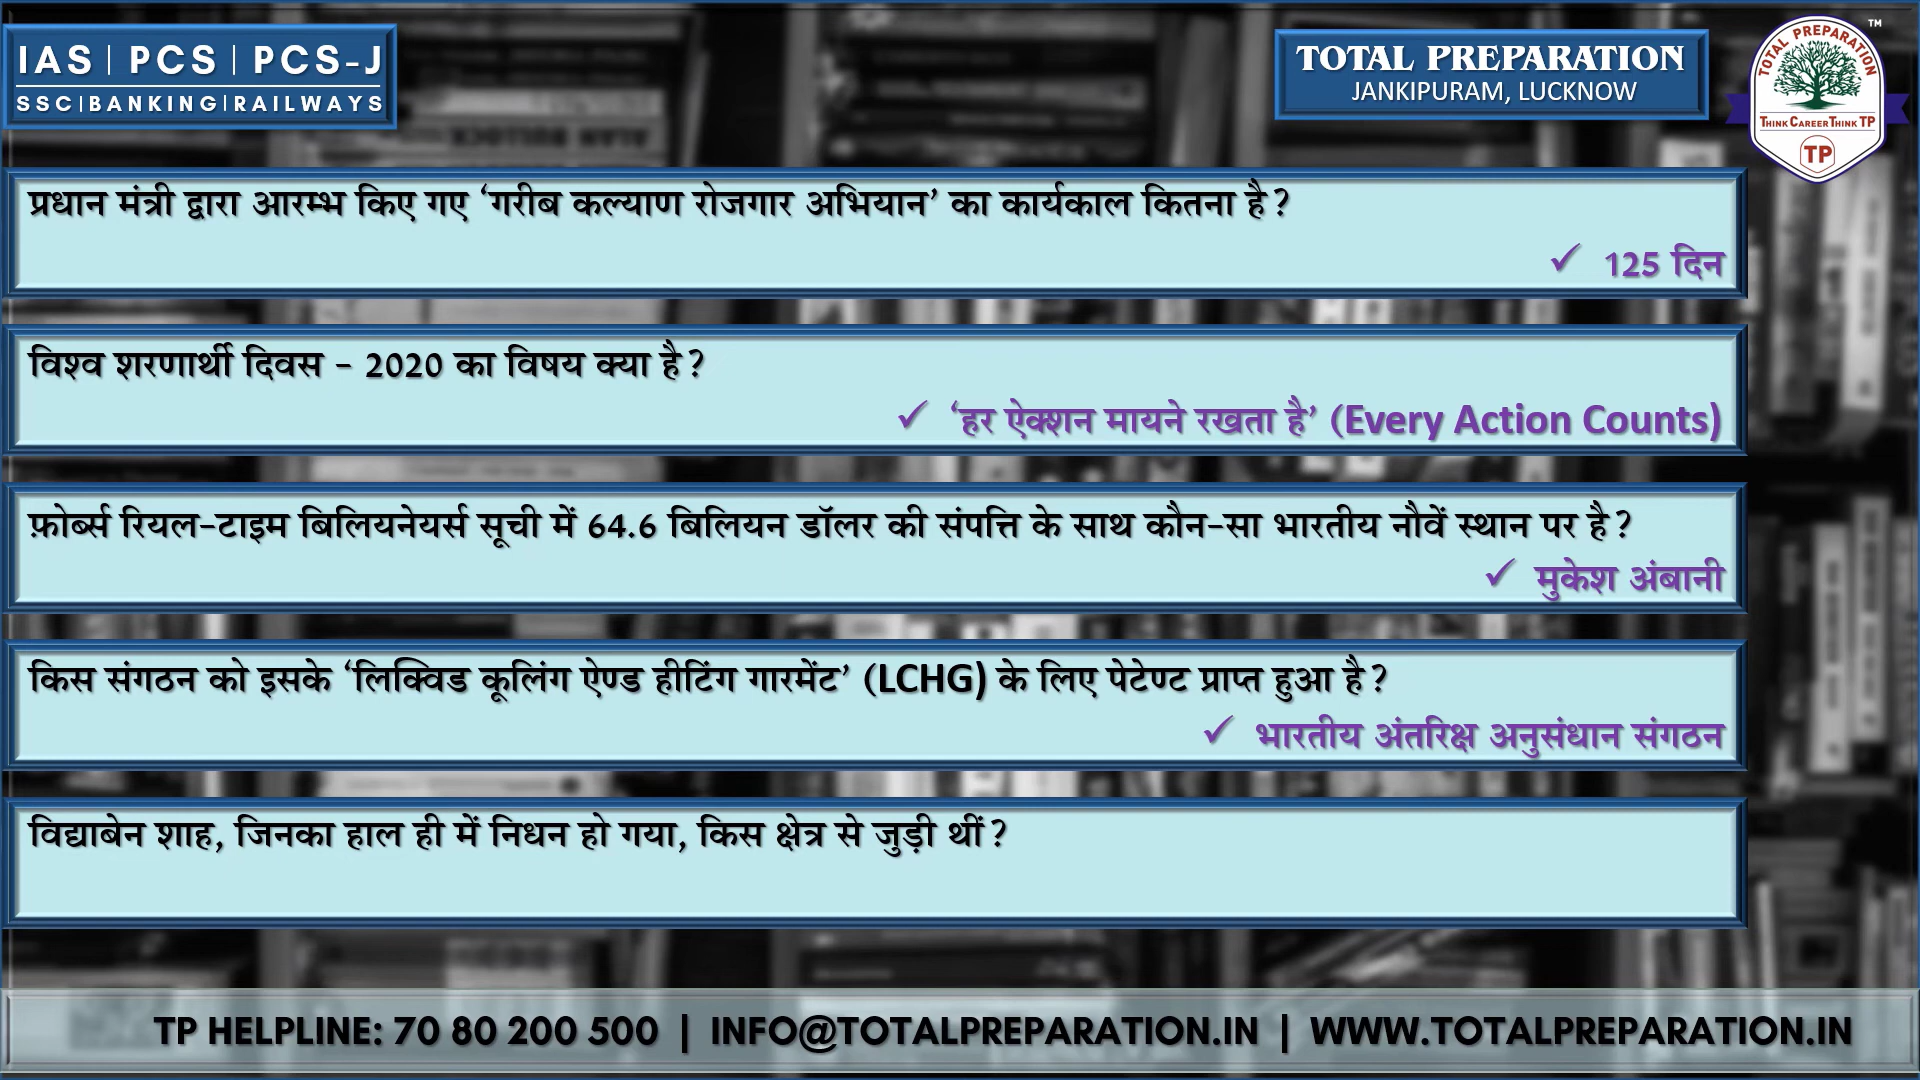 IAS | PCS | PCS-J
SSC|BANKING|RAILWAYS
TOTAL PREPARATION
JANKIPURAM, LUCKNOW
TM
TOTAL PREPARATION
THINK CAREER THINK TP
TP
प्रधान मंत्री द्वारा आरम्भ किए गए ‘गरीब कल्याण रोजगार अभियान’ का कार्यकाल कितना है?
✓ 125 दिन
विश्व शरणार्थी दिवस – 2020 का विषय क्या है?
✓ ‘हर ऐक्शन मायने रखता है’ (Every Action Counts)
फ़ोर्ब्स रियल-टाइम बिलियनेयर्स सूची में 64.6 बिलियन डॉलर की संपत्ति के साथ कौन-सा भारतीय नौवें स्थान पर है?
✓ मुकेश अंबानी
किस संगठन को इसके ‘लिक्विड कूलिंग ऐण्ड हीटिंग गारमेंट’ (LCHG) के लिए पेटेण्ट प्राप्त हुआ है?
✓ भारतीय अंतरिक्ष अनुसंधान संगठन
विद्याबेन शाह, जिनका हाल ही में निधन हो गया, किस क्षेत्र से जुड़ी थीं?
TP HELPLINE: 70 80 200 500 | INFO@TOTALPREPARATION.IN | WWW.TOTALPREPARATION.IN